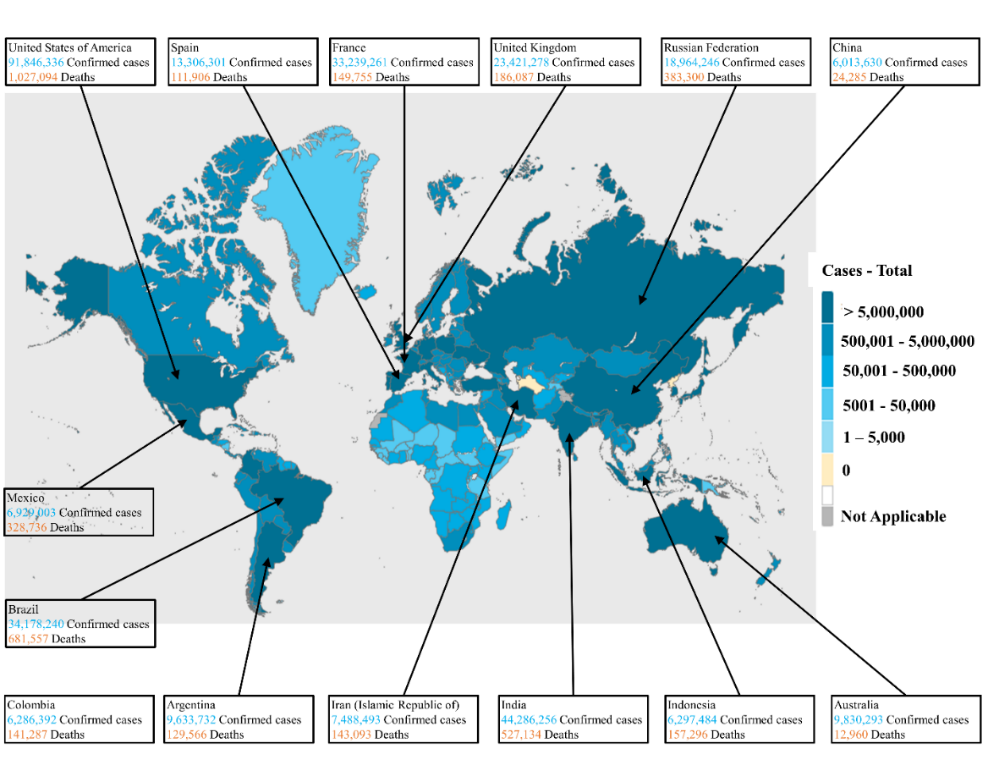 United States of America
91,846,336 Confirmed cases
1,027,094 Deaths
Spain
13,306,301 Confirmed cases
111,906 Deaths
France
33,239,261 Confirmed cases
149,755 Deaths
United Kingdom
23,421,278 Confirmed cases
186,087 Deaths
Russian Federation
18,964,246 Confirmed cases
383,300 Deaths
China
6,013,630 Confirmed cases
24,285 Deaths
Cases - Total
> 5,000,000
500,001 - 5,000,000
50,001 - 500,000
5001 - 50,000
1 – 5,000
0
Not Applicable
Mexico
6,929,003 Confirmed cases
328,736 Deaths
Brazil
34,178,240 Confirmed cases
681,557 Deaths
Colombia
6,286,392 Confirmed cases
141,287 Deaths
Argentina
9,633,732 Confirmed cases
129,566 Deaths
Iran (Islamic Republic of)
7,488,493 Confirmed cases
143,093 Deaths
India
44,286,256 Confirmed cases
527,134 Deaths
Indonesia
6,297,484 Confirmed cases
157,296 Deaths
Australia
9,830,293 Confirmed cases
12,960 Deaths